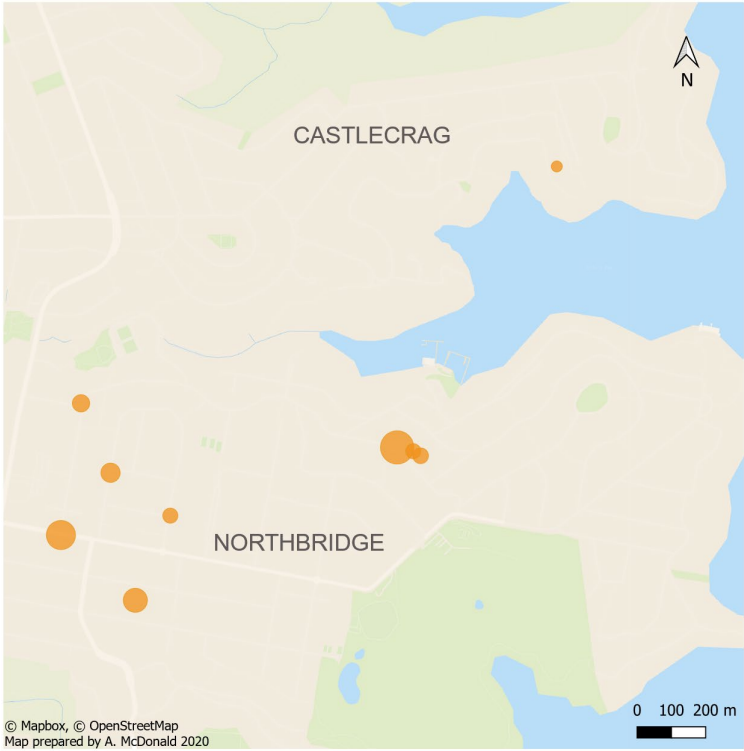 N
CASTLECRAG
NORTHBRIDGE
0 100 200 m
© Mapbox, © OpenStreetMap
Map prepared by A. McDonald 2020